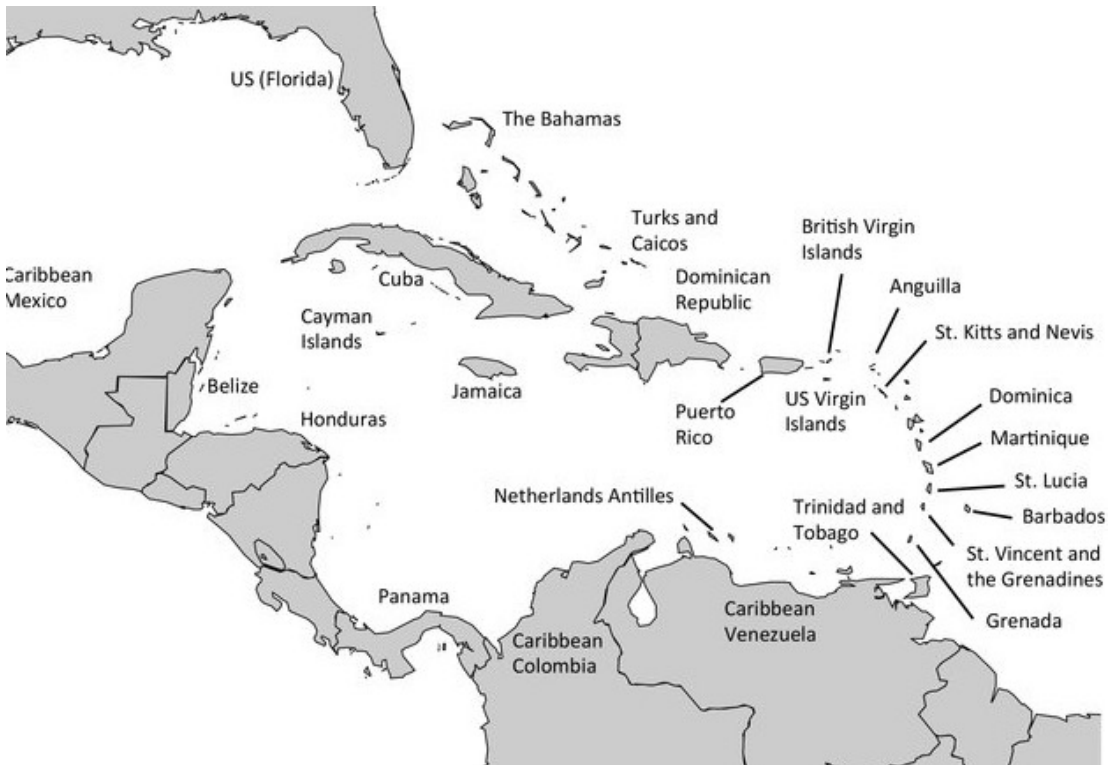 US (Florida)
The Bahamas
Turks and
Caicos
British Virgin
Islands
Caribbean
Mexico
Cuba
Dominican
Republic
Anguilla
Cayman
Islands
St. Kitts and Nevis
Belize
Jamaica
Honduras
Puerto
Rico
US Virgin
Islands
Dominica
Martinique
St. Lucia
Netherlands Antilles
Trinidad and
Tobago
Barbados
St. Vincent and
the Grenadines
Panama
Caribbean
Colombia
Caribbean
Venezuela
Grenada